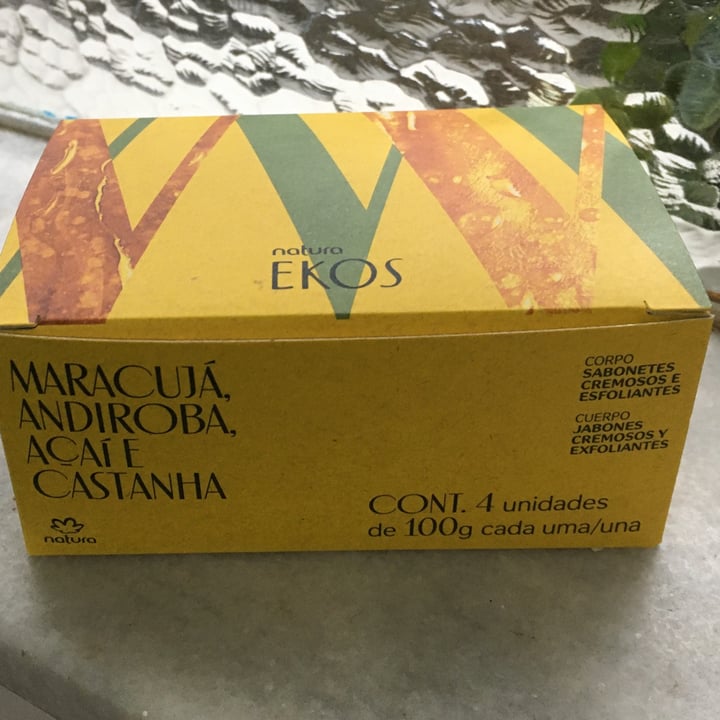 natura
EKOS
MARACUJÁ,
ANDIROBA,
AÇAÍ E
CASTANHA
natura
CORPO
SABONETES
CREMOSOS E
ESFOLIANTES
CUERPO
JABONES
CREMOSOS Y
EXFOLIANTES
CONT. 4 unidades
de 100g cada uma/una